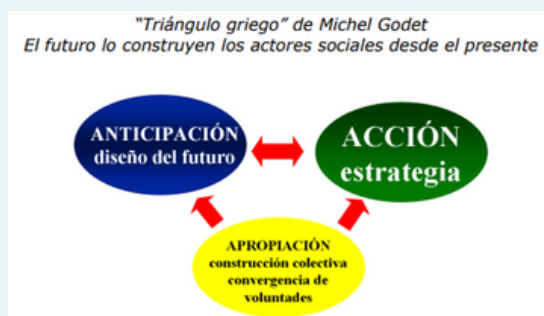 "Triángulo griego" de Michel Godet
El futuro lo construyen los actores sociales desde el presente
ANTICIPACIÓN
diseño del futuro
ACCIÓN
estrategia
APROPIACIÓN
construcción colectiva
convergencia de
voluntades